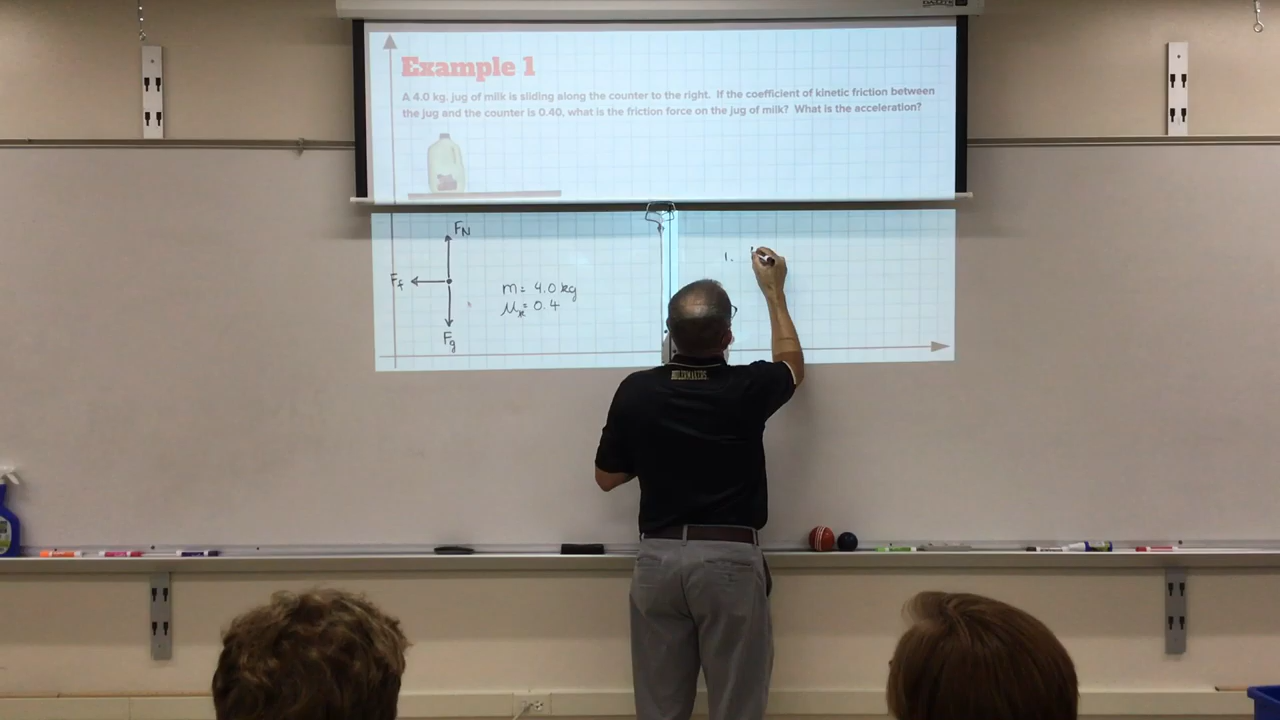 Example 1
A 4.0 kg. jug of milk is sliding along the counter to the right. If the coefficient of kinetic friction between
the jug and the counter is 0.40, what is the friction force on the jug of milk? What is the acceleration?
FN
Ff
Fg
m = 4.0 kg
μk = 0.4
1.
BOILERMAKERS